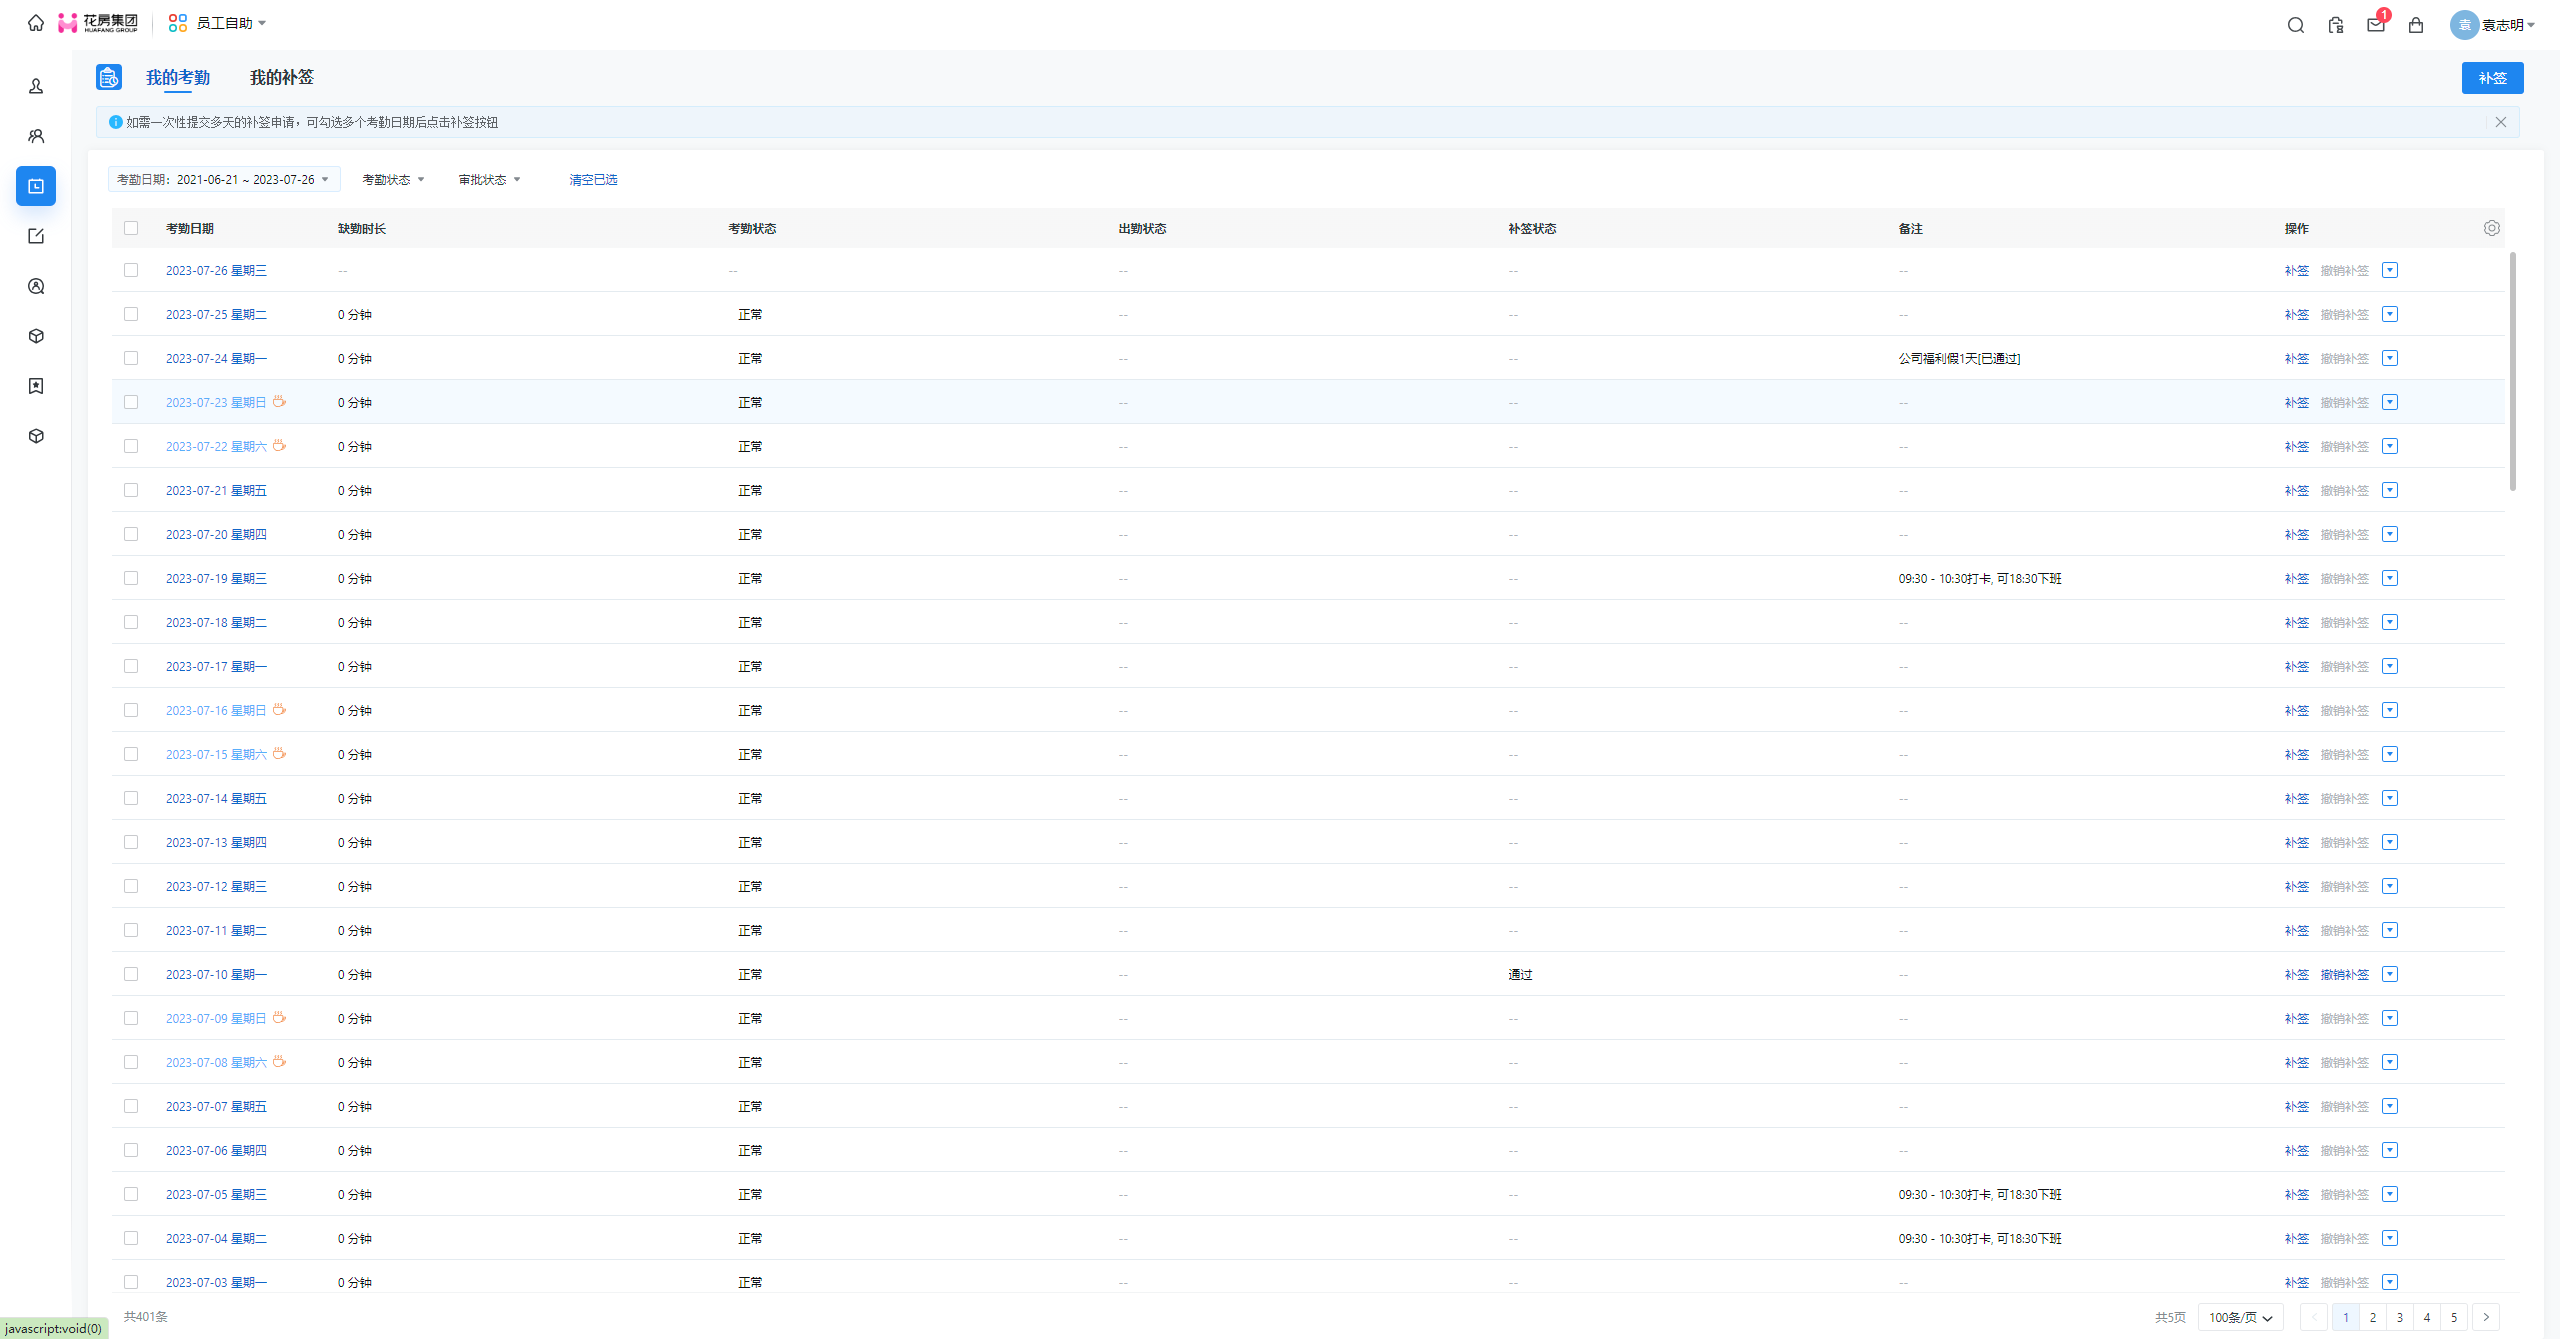 花房集团 员工自助 1 袁 袁志明
HUAFANG GROUP
我的考勤 我的补签 补签
如需一次性提交多天的补签申请，可勾选多个考勤日期后点击补签按钮
考勤日期: 2021-06-21 ~ 2023-07-26 考勤状态 审批状态 清空已选
考勤日期 缺勤时长 考勤状态 出勤状态 补签状态 备注 操作
2023-07-26 星期三 -- -- -- -- -- 补签 撤销补签
2023-07-25 星期二 0 分钟 正常 -- -- -- 补签 撤销补签
2023-07-24 星期一 0 分钟 正常 -- -- 公司福利假1天[已通过] 补签 撤销补签
2023-07-23 星期日 0 分钟 正常 -- -- -- 补签 撤销补签
2023-07-22 星期六 0 分钟 正常 -- -- -- 补签 撤销补签
2023-07-21 星期五 0 分钟 正常 -- -- -- 补签 撤销补签
2023-07-20 星期四 0 分钟 正常 -- -- -- 补签 撤销补签
2023-07-19 星期三 0 分钟 正常 -- -- 09:30 - 10:30打卡, 可18:30下班 补签 撤销补签
2023-07-18 星期二 0 分钟 正常 -- -- -- 补签 撤销补签
2023-07-17 星期一 0 分钟 正常 -- -- -- 补签 撤销补签
2023-07-16 星期日 0 分钟 正常 -- -- -- 补签 撤销补签
2023-07-15 星期六 0 分钟 正常 -- -- -- 补签 撤销补签
2023-07-14 星期五 0 分钟 正常 -- -- -- 补签 撤销补签
2023-07-13 星期四 0 分钟 正常 -- -- -- 补签 撤销补签
2023-07-12 星期三 0 分钟 正常 -- -- -- 补签 撤销补签
2023-07-11 星期二 0 分钟 正常 -- -- -- 补签 撤销补签
2023-07-10 星期一 0 分钟 正常 -- 通过 -- 补签 撤销补签
2023-07-09 星期日 0 分钟 正常 -- -- -- 补签 撤销补签
2023-07-08 星期六 0 分钟 正常 -- -- -- 补签 撤销补签
2023-07-07 星期五 0 分钟 正常 -- -- -- 补签 撤销补签
2023-07-06 星期四 0 分钟 正常 -- -- -- 补签 撤销补签
2023-07-05 星期三 0 分钟 正常 -- -- 09:30 - 10:30打卡, 可18:30下班 补签 撤销补签
2023-07-04 星期二 0 分钟 正常 -- -- 09:30 - 10:30打卡, 可18:30下班 补签 撤销补签
2023-07-03 星期一 0 分钟 正常 -- -- -- 补签 撤销补签
共401条 共5页 100条/页 1 2 3 4 5
javascript:void(0)